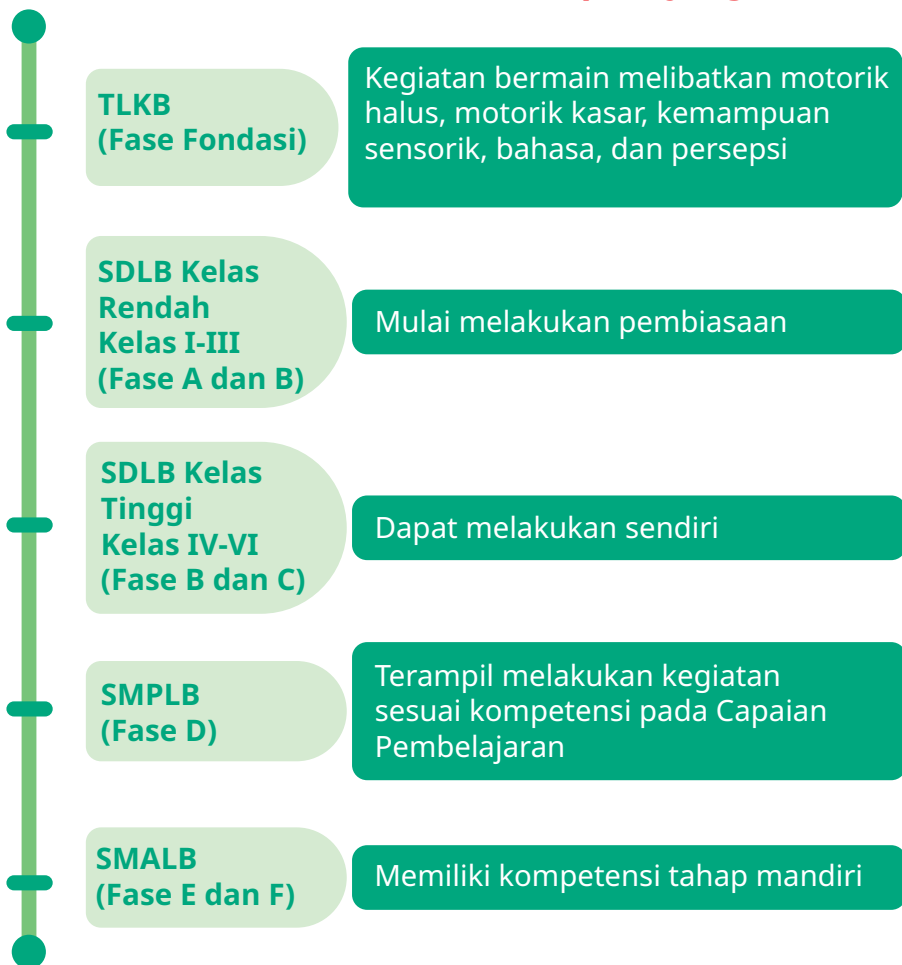 TLKB
(Fase Fondasi)
Kegiatan bermain melibatkan motorik
halus, motorik kasar, kemampuan
sensorik, bahasa, dan persepsi
SDLB Kelas
Rendah
Kelas I-III
(Fase A dan B)
Mulai melakukan pembiasaan
SDLB Kelas
Tinggi
Kelas IV-VI
(Fase B dan C)
Dapat melakukan sendiri
SMPLB
(Fase D)
Terampil melakukan kegiatan
sesuai kompetensi pada Capaian
Pembelajaran
SMALB
(Fase E dan F)
Memiliki kompetensi tahap mandiri